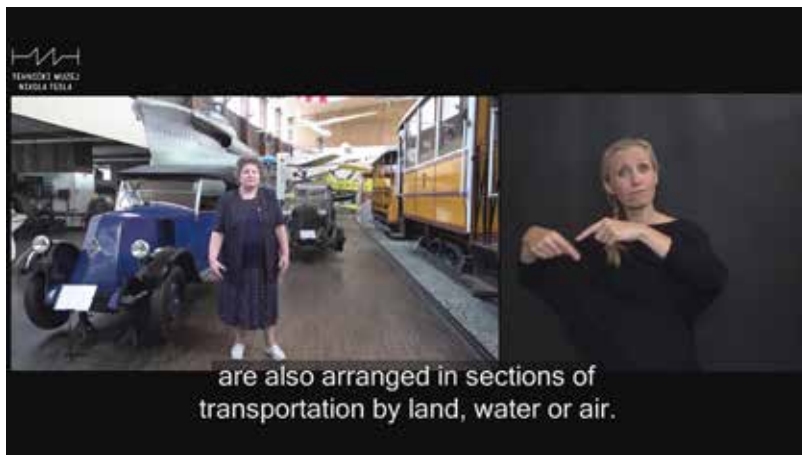 TEHNIČKI MUZEJ
NIKOLA TESLA
are also arranged in sections of
transportation by land, water or air.